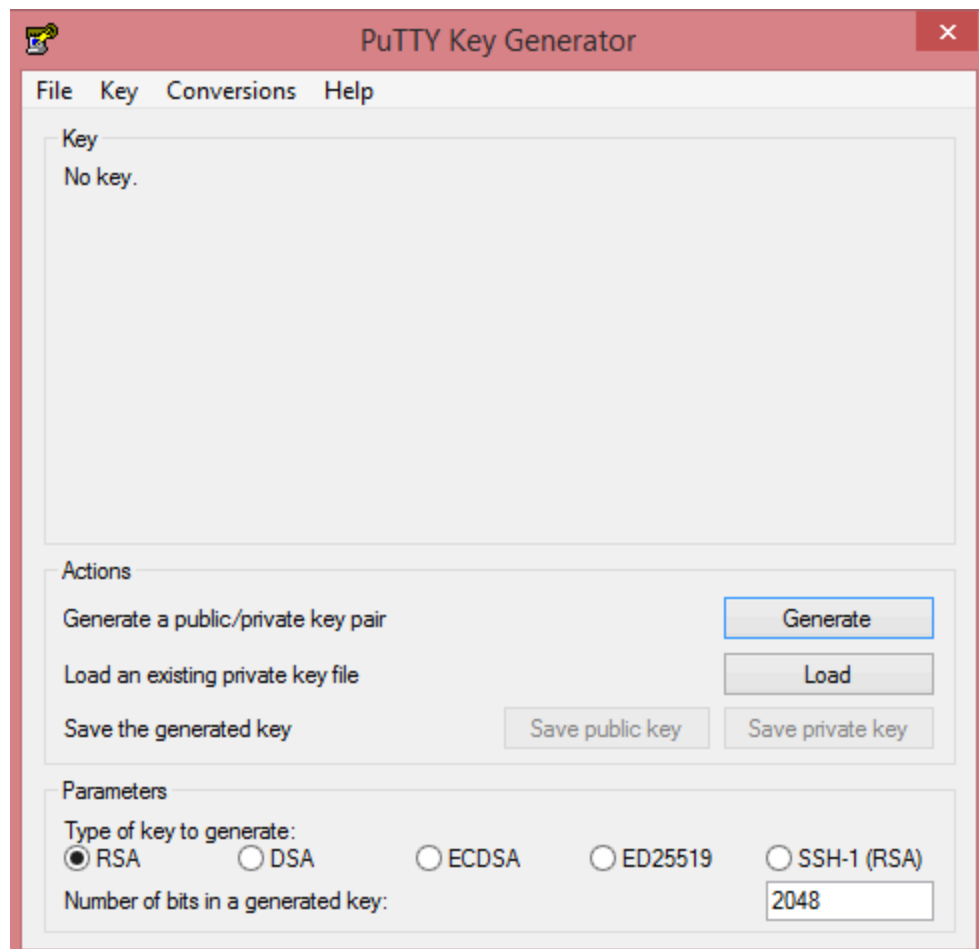 PuTTY Key Generator
File Key Conversions Help
Key
No key.
Actions
Generate a public/private key pair Generate
Load an existing private key file Load
Save the generated key Save public key Save private key
Parameters
Type of key to generate:
RSA DSA ECDSA ED25519 SSH-1 (RSA)
Number of bits in a generated key: 2048